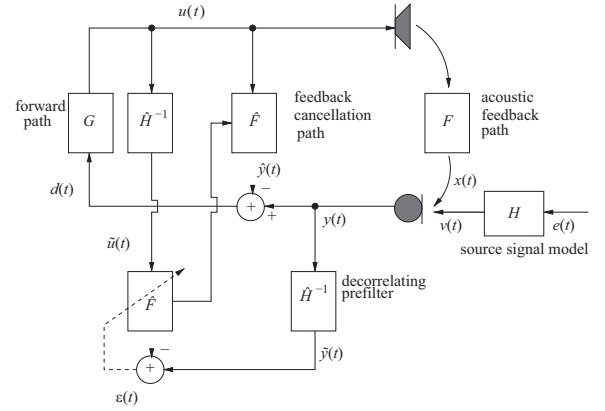 u(t)
forward
path
G
Ĥ⁻¹
F̂
feedback
cancellation
path
F
acoustic
feedback
path
d(t)
ŷ(t)
−
+
+
y(t)
x(t)
v(t)
H
e(t)
source signal model
ũ(t)
F̂
Ĥ⁻¹
decorrelating
prefilter
ỹ(t)
−
+
ε(t)